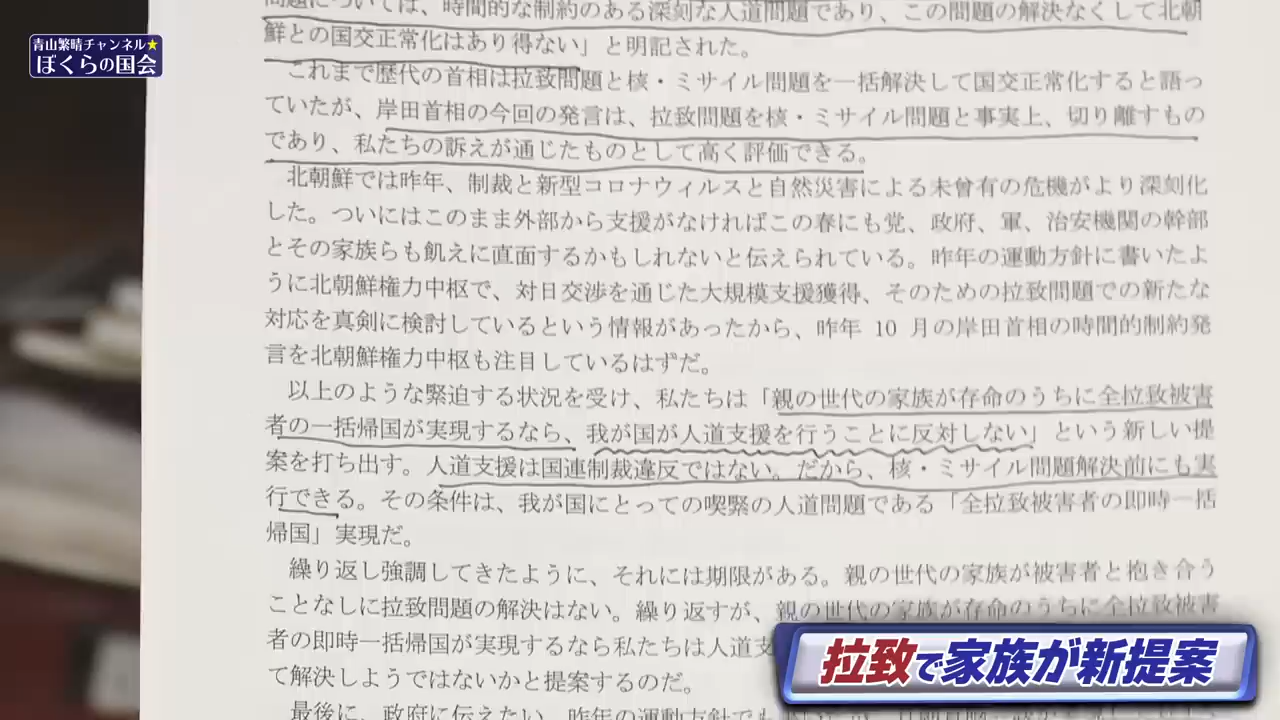 青山繁晴チャンネル★
ぼくらの国会
問題については、時間的な制約のある深刻な人道問題であり、この問題の解決なくして北朝
鮮との国交正常化はあり得ない」と明記された。
これまで歴代の首相は拉致問題と核・ミサイル問題を一括解決して国交正常化すると語っ
ていたが、岸田首相の今回の発言は、拉致問題を核・ミサイル問題と事実上、切り離すもの
であり、私たちの訴えが通じたものとして高く評価できる。
北朝鮮では昨年、制裁と新型コロナウィルスと自然災害による未曾有の危機がより深刻化
した。ついにはこのまま外部から支援がなければこの春にも党、政府、軍、治安機関の幹部
とその家族らも飢えに直面するかもしれないと伝えられている。昨年の運動方針に書いたよ
うに北朝鮮権力中枢で、対日交渉を通じた大規模支援獲得、そのための拉致問題での新たな
対応を真剣に検討しているという情報があったから、昨年 10 月の岸田首相の時間的制約発
言を北朝鮮権力中枢も注目しているはずだ。
以上のような緊迫する状況を受け、私たちは「親の世代の家族が存命のうちに全拉致被害
者の一括帰国が実現するなら、我が国が人道支援を行うことに反対しない」という新しい提
案を打ち出す。人道支援は国連制裁違反ではない。だから、核・ミサイル問題解決前にも実
行できる。その条件は、我が国にとっての喫緊の人道問題である「全拉致被害者の即時一括
帰国」実現だ。
繰り返し強調してきたように、それには期限がある。親の世代の家族が被害者と抱き合う
ことなしに拉致問題の解決はない。繰り返すが、親の世代の家族が存命のうちに全拉致被害
者の即時一括帰国が実現するなら私たちは人道支
て解決しようではないかと提案するのだ。
最後に、政府に伝えたい。昨年の運動方針でも
拉致で家族が新提案